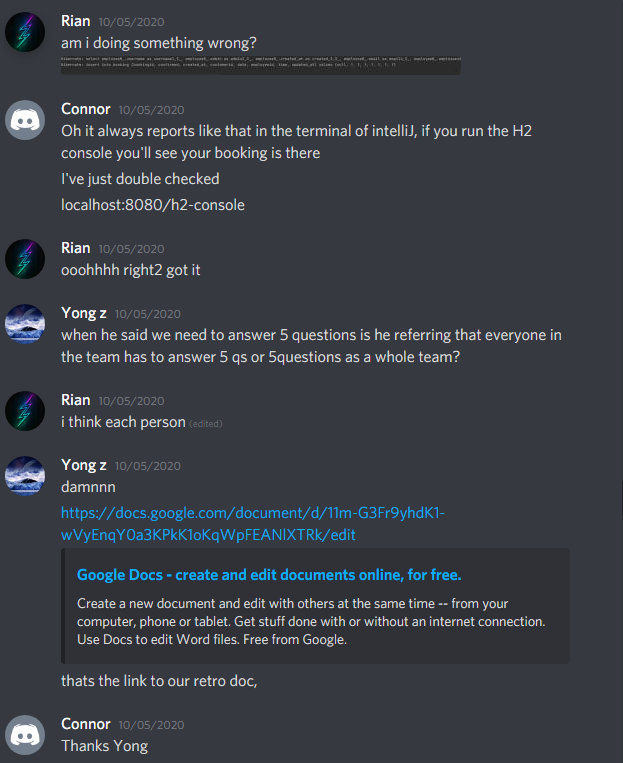 Rian 10/05/2020
am i doing something wrong?
Connor 10/05/2020
Oh it always reports like that in the terminal of intelliJ, if you run the H2
console you'll see your booking is there
I've just double checked
localhost:8080/h2-console
Rian 10/05/2020
ooohhhh right2 got it
Yong z 10/05/2020
when he said we need to answer 5 questions is he referring that everyone in
the team has to answer 5 qs or 5questions as a whole team?
Rian 10/05/2020
i think each person (edited)
Yong z 10/05/2020
damnnn
https://docs.google.com/document/d/11m-G3Fr9yhdK1-
wVyEnqY0a3KPkK1oKqWpFEANlXTRk/edit
Google Docs - create and edit documents online, for free.
Create a new document and edit with others at the same time -- from your
computer, phone or tablet. Get stuff done with or without an internet connection.
Use Docs to edit Word files. Free from Google.
thats the link to our retro doc,
Connor 10/05/2020
Thanks Yong